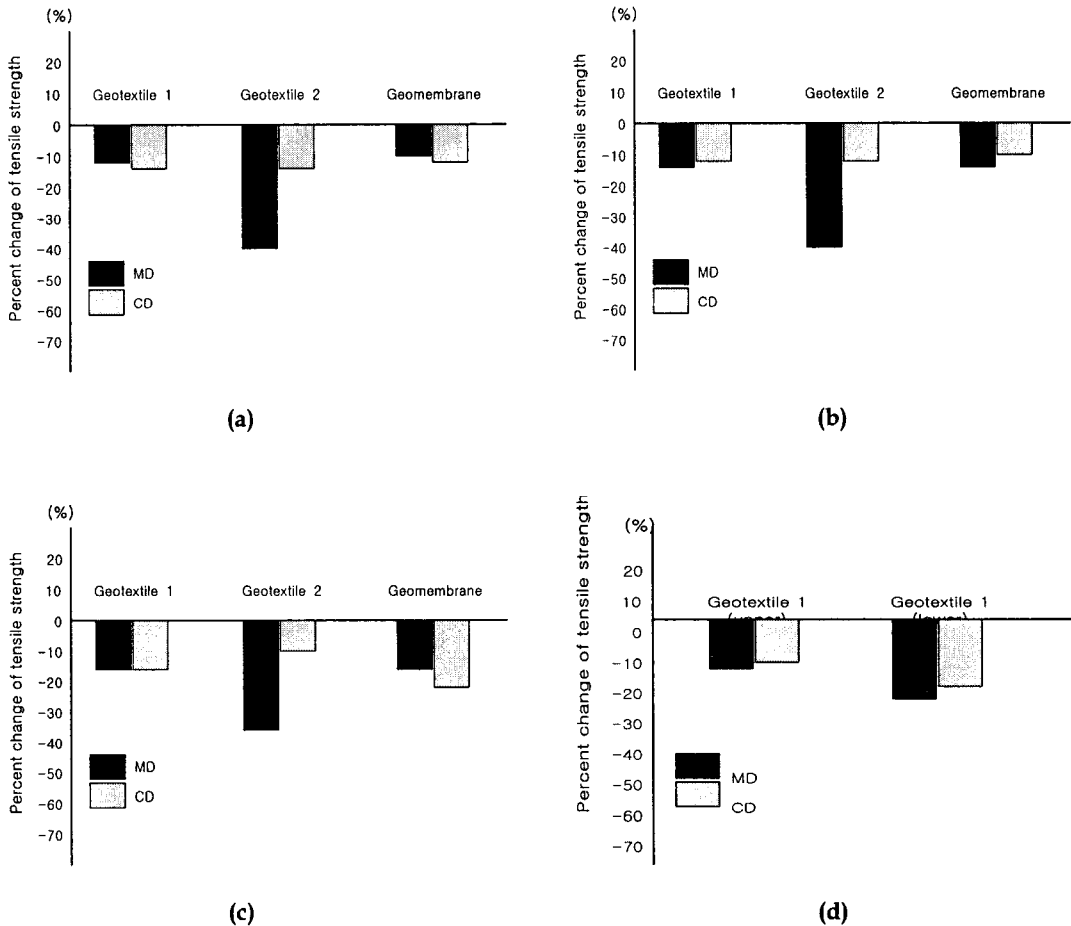 (%)
Percent change of tensile strength
20
10
0
-10
-20
-30
-40
-50
-60
-70
Geotextile 1 Geotextile 2 Geomembrane
MD
CD
(a)
(%)
Percent change of tensile strength
20
10
0
-10
-20
-30
-40
-50
-60
-70
Geotextile 1 Geotextile 2 Geomembrane
MD
CD
(b)
(%)
Percent change of tensile strength
20
10
0
-10
-20
-30
-40
-50
-60
-70
Geotextile 1 Geotextile 2 Geomembrane
MD
CD
(c)
(%)
Percent change of tensile strength
20
10
0
-10
-20
-30
-40
-50
-60
-70
Geotextile 1 Geotextile 1
MD
CD
(d)